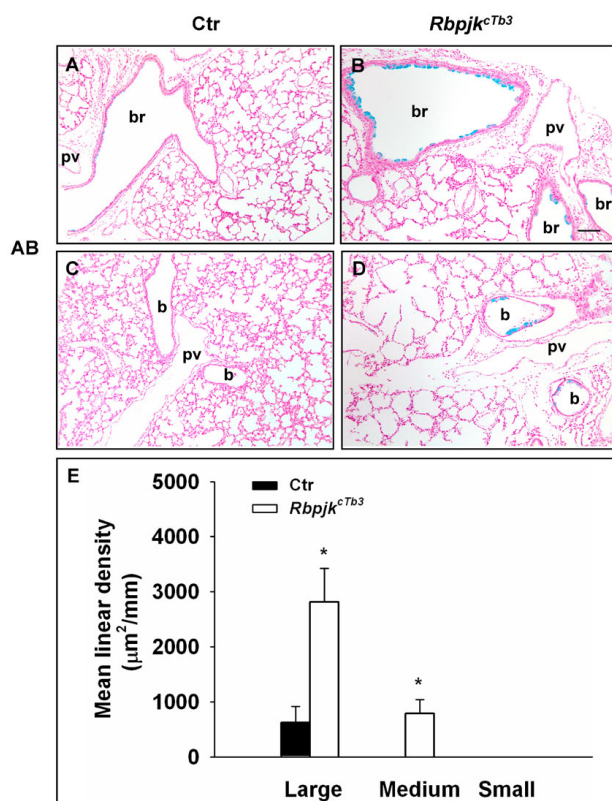 Ctr Rbpjk^cTb3
A B
br br
pv pv
br
br
AB
C D
b b
pv pv
b b
E
5000
Ctr
Rbpjk^cTb3
4000
*
3000
2000
*
1000
0
Mean linear density
(μm²/mm)
Large Medium Small